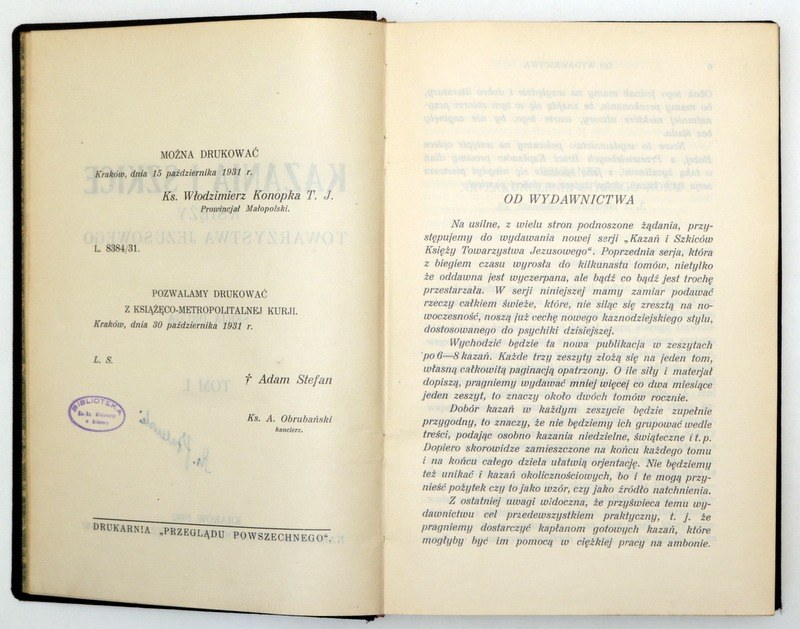 MOŻNA DRUKOWAĆ
Kraków, dnia 15 października 1931 r.
Ks. Włodzimierz Konopka T. J.
Prowincjał Małopolski.
L. 8384/31.
POZWALAMY DRUKOWAĆ
Z KSIĄŻĘCO-METROPOLITALNEJ KURJI.
Kraków, dnia 30 października 1931 r.
L. S.
† Adam Stefan
Ks. A. Obrubański
kanclerz.
BIBLIOTEKA
DRUKARNIA „PRZEGLĄDU POWSZECHNEGO".
OD WYDAWNICTWA
Na usilne, z wielu stron podnoszone żądania, przy-
stępujemy do wydawania nowej serji „Kazań i Szkiców
Księży Towarzystwa Jezusowego“. Poprzednia serja, która
z biegiem czasu wyrosła do kilkunastu tomów, nietylko
że oddawna jest wyczerpana, ale bądź co bądź jest trochę
przestarzała. W serji niniejszej mamy zamiar podawać
rzeczy całkiem świeże, które, nie siląc się zresztą na no-
woczesność, noszą już cechę nowego kaznodziejskiego stylu,
dostosowanego do psychiki dzisiejszej.
Wychodzić będzie ta nowa publikacja w zeszytach
po 6—8 kazań. Każde trzy zeszyty złożą się na jeden tom,
własną całkowitą paginacją opatrzony. O ile siły i materjał
dopiszą, pragniemy wydawać mniej więcej co dwa miesiące
jeden zeszyt, to znaczy około dwóch tomów rocznie.
Dobór kazań w każdym zeszycie będzie zupełnie
przygodny, to znaczy, że nie będziemy ich grupować wedle
treści, podając osobno kazania niedzielne, świąteczne i t. p.
Dopiero skorowidze zamieszczone na końcu każdego tomu
i na końcu całego dzieła ułatwią orjentację. Nie będziemy
też unikać i kazań okolicznościowych, bo i te mogą przy-
nieść pożytek czy to jako wzór, czy jako źródło natchnienia.
Z ostatniej uwagi widoczna, że przyświeca temu wy-
dawnictwu cel przedewszystkiem praktyczny, t. j. że
pragniemy dostarczyć kapłanom gotowych kazań, które
mogłyby być im pomocą w ciężkiej pracy na ambonie.